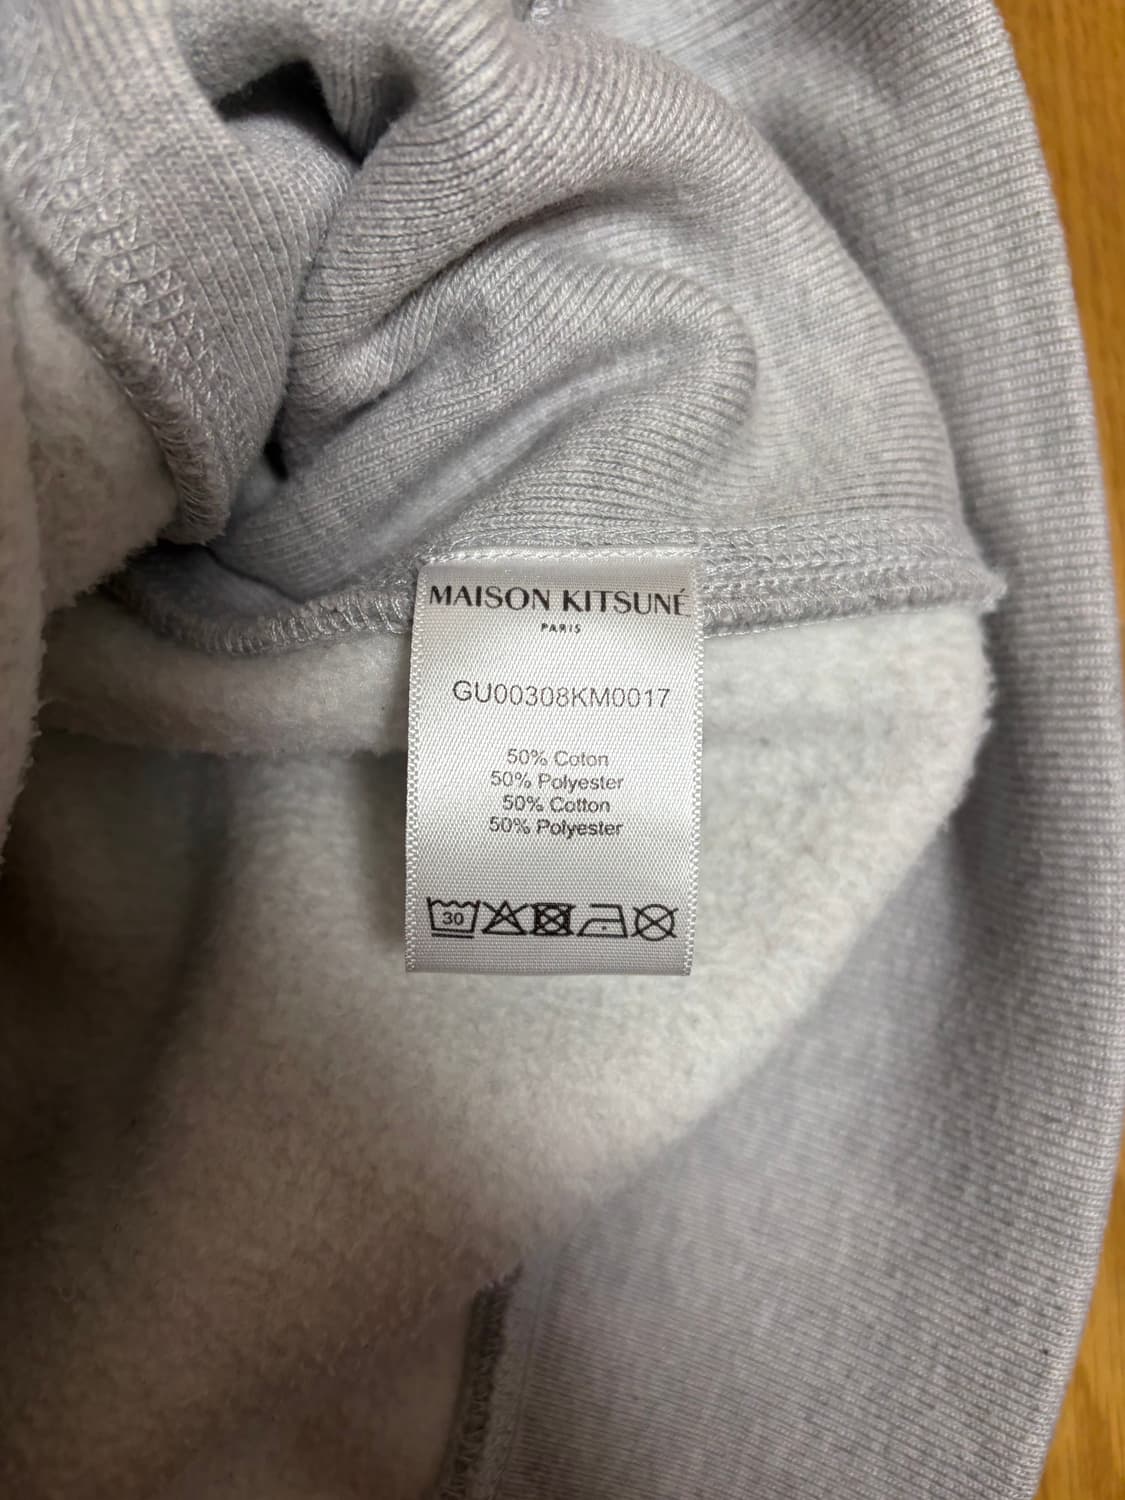 MAISON KITSUNÉ
PARIS
GU00308KM0017
50% Coton
50% Polyester
50% Cotton
50% Polyester
30